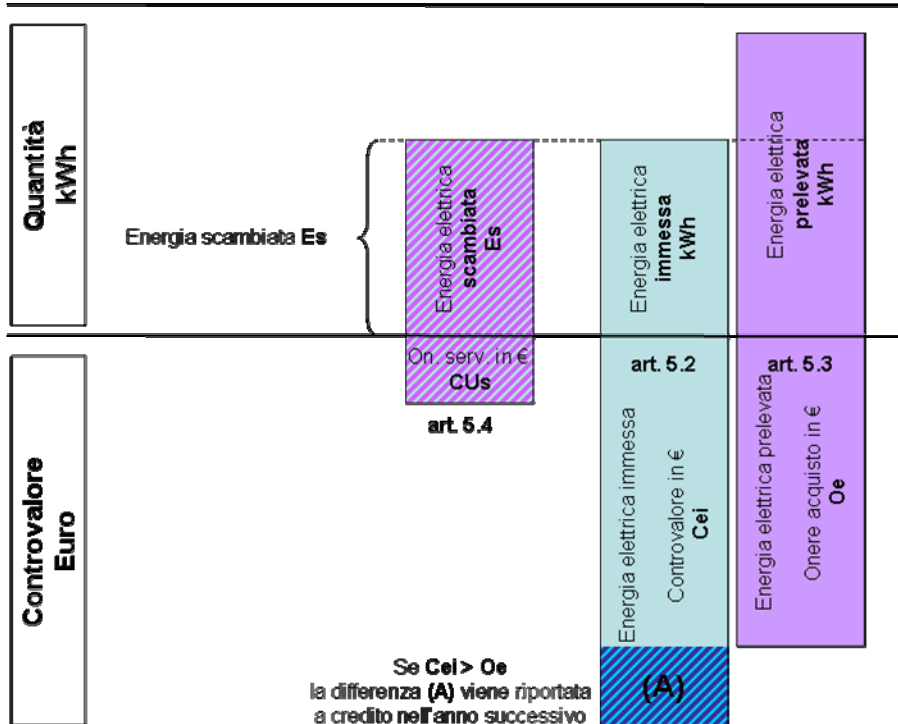 Quantità
kWh
Energia scambiata Es
Energia elettrica
scambiata
Es
Energia elettrica
immessa
kWh
Energia elettrica
prelevata
kWh
Controvalore
Euro
On. serv. in €
CUs
art. 5.4
art. 5.2
Energia elettrica immessa
Controvalore in €
Cei
art. 5.3
Energia elettrica prelevata
Onere acquisto in €
Oe
Se Cei > Oe
la differenza (A) viene riportata
a credito nell'anno successivo
(A)